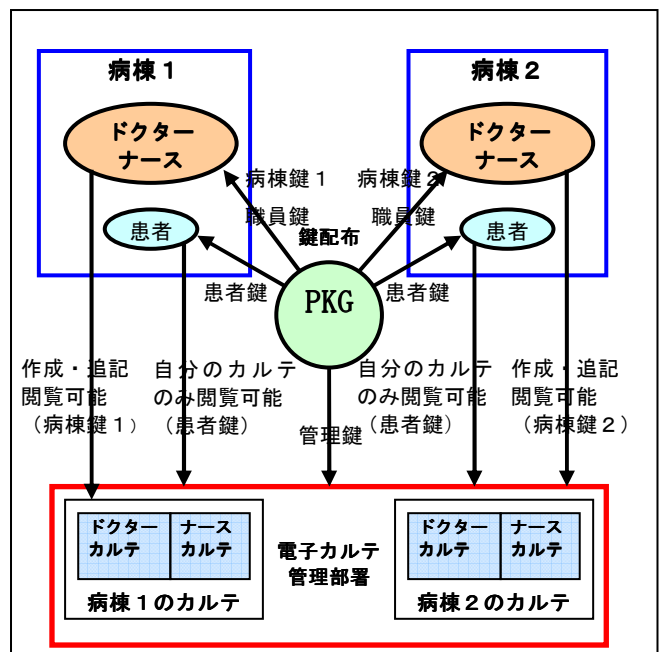 病棟１
病棟２
ドクター
ナース
ドクター
ナース
病棟鍵１
病棟鍵２
職員鍵
職員鍵
患者
患者
鍵配布
患者鍵
PKG
患者鍵
作成・追記
閲覧可能
（病棟鍵１）
自分のカルテ
のみ閲覧可能
（患者鍵）
管理鍵
自分のカルテ
のみ閲覧可能
（患者鍵）
作成・追記
閲覧可能
（病棟鍵２）
ドクター
カルテ
ナース
カルテ
病棟１のカルテ
電子カルテ
管理部署
ドクター
カルテ
ナース
カルテ
病棟２のカルテ